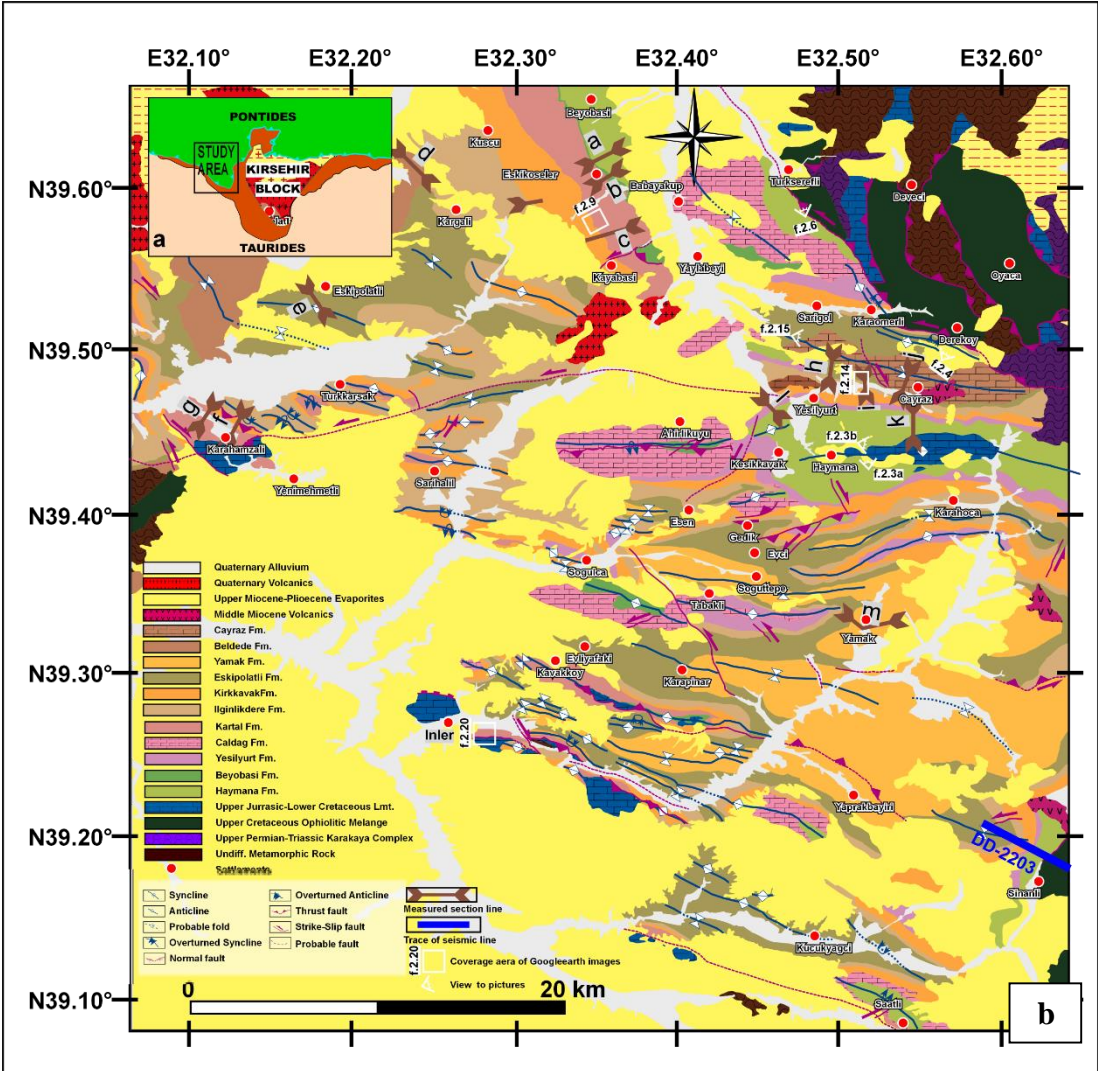 E32.10° E32.20° E32.30° E32.40° E32.50° E32.60°
N39.60°
N39.50°
N39.40°
N39.30°
N39.20°
N39.10°
PONTIDES
STUDY
AREA
KIRSEHIR
BLOCK
TAURIDES
a
Beyobasi
Kuscu
d
a
Eskikoseler
b
Babayakup
Turkserefli
Deveci
f.2.9
Kargali
c
f.2.6
Kayabasi
Yaylabeyi
Oyaca
Eskipolatli
e
Sarigol
Karaomerli
Derekoy
f.2.15
f.2.4
h
j
f.2.14
Turkkarsak
Cayraz
Yesilyurt
l
i
k
g
f
Karahamzali
Ahidikuyu
f.2.3b
Kesikkavak
Haymana
f.2.3a
Yenimehmetli
Sarihalil
Karahoca
Esen
Gedik
Evci
Sogulca
Soguttepe
Tabakli
m
Yamak
Evliyafaki
Kavakkoy
Karapinar
Inler
f.2.20
Yaprakbayiri
DD-2203
Sinanli
Kucukyagci
Saatli
Quaternary Alluvium
Quaternary Volcanics
Upper Miocene-Plioecene Evaporites
Middle Miocene Volcanics
Cayraz Fm.
Beldede Fm.
Yamak Fm.
Eskipolatli Fm.
KirkkavakFm.
Ilginlikdere Fm.
Kartal Fm.
Caldag Fm.
Yesilyurt Fm.
Beyobasi Fm.
Haymana Fm.
Upper Jurrasic-Lower Cretaceous Lmt.
Upper Cretaceous Ophiolitic Melange
Upper Permian-Triassic Karakaya Complex
Undiff. Metamorphic Rock
Settlements
Syncline
Anticline
Probable fold
Overturned Syncline
Normal fault
Overturned Anticline
Thrust fault
Strike-Slip fault
Probable fault
Measured section line
Trace of seismic line
f.2.20
Coverage aera of Googleearth images
View to pictures
0 20 km
b